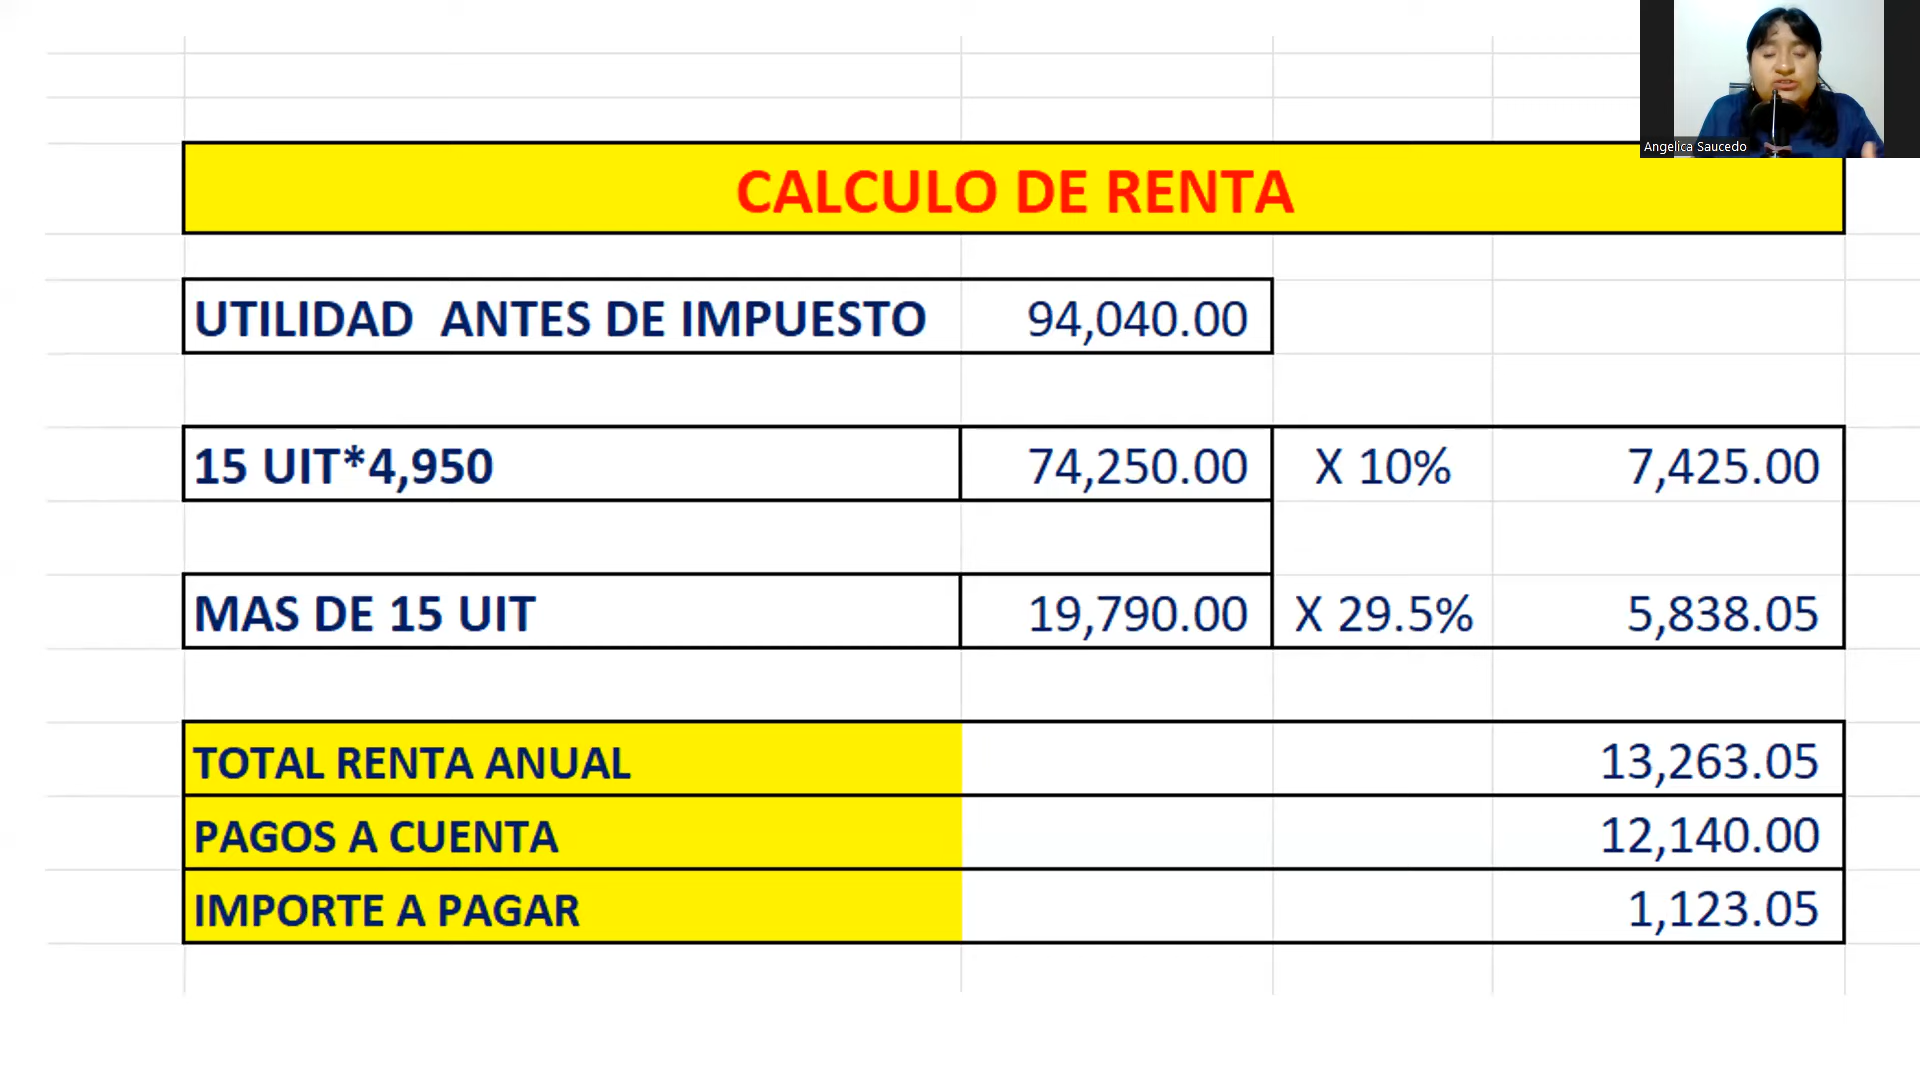 Angelica Saucedo
CALCULO DE RENTA
UTILIDAD  ANTES DE IMPUESTO 94,040.00
15 UIT*4,950 74,250.00 X 10% 7,425.00
MAS DE 15 UIT 19,790.00 X 29.5% 5,838.05
TOTAL RENTA ANUAL 13,263.05
PAGOS A CUENTA 12,140.00
IMPORTE A PAGAR 1,123.05